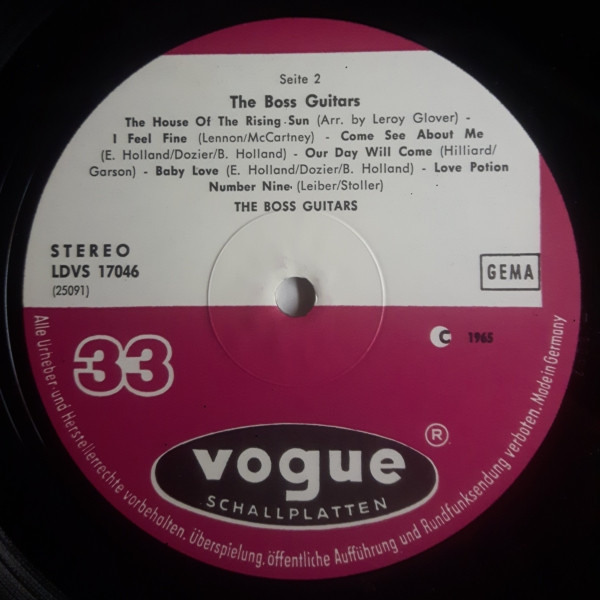 Seite 2
The Boss Guitars
The House Of The Rising Sun (Arr. by Leroy Glover) -
I Feel Fine (Lennon/McCartney) - Come See About Me
(E. Holland/Dozier/B. Holland) - Our Day Will Come (Hilliard/
Garson) - Baby Love (E. Holland/Dozier/B. Holland) - Love Potion
Number Nine (Leiber/Stoller)
THE BOSS GUITARS
STEREO
LDVS 17046
(25091)
GEMA
33
C 1965
vogue ®
SCHALLPLATTEN
Alle Urheber- und Herstellerrechte vorbehalten. Überspielung, öffentliche Aufführung und Rundfunksendung verboten. Made in Germany